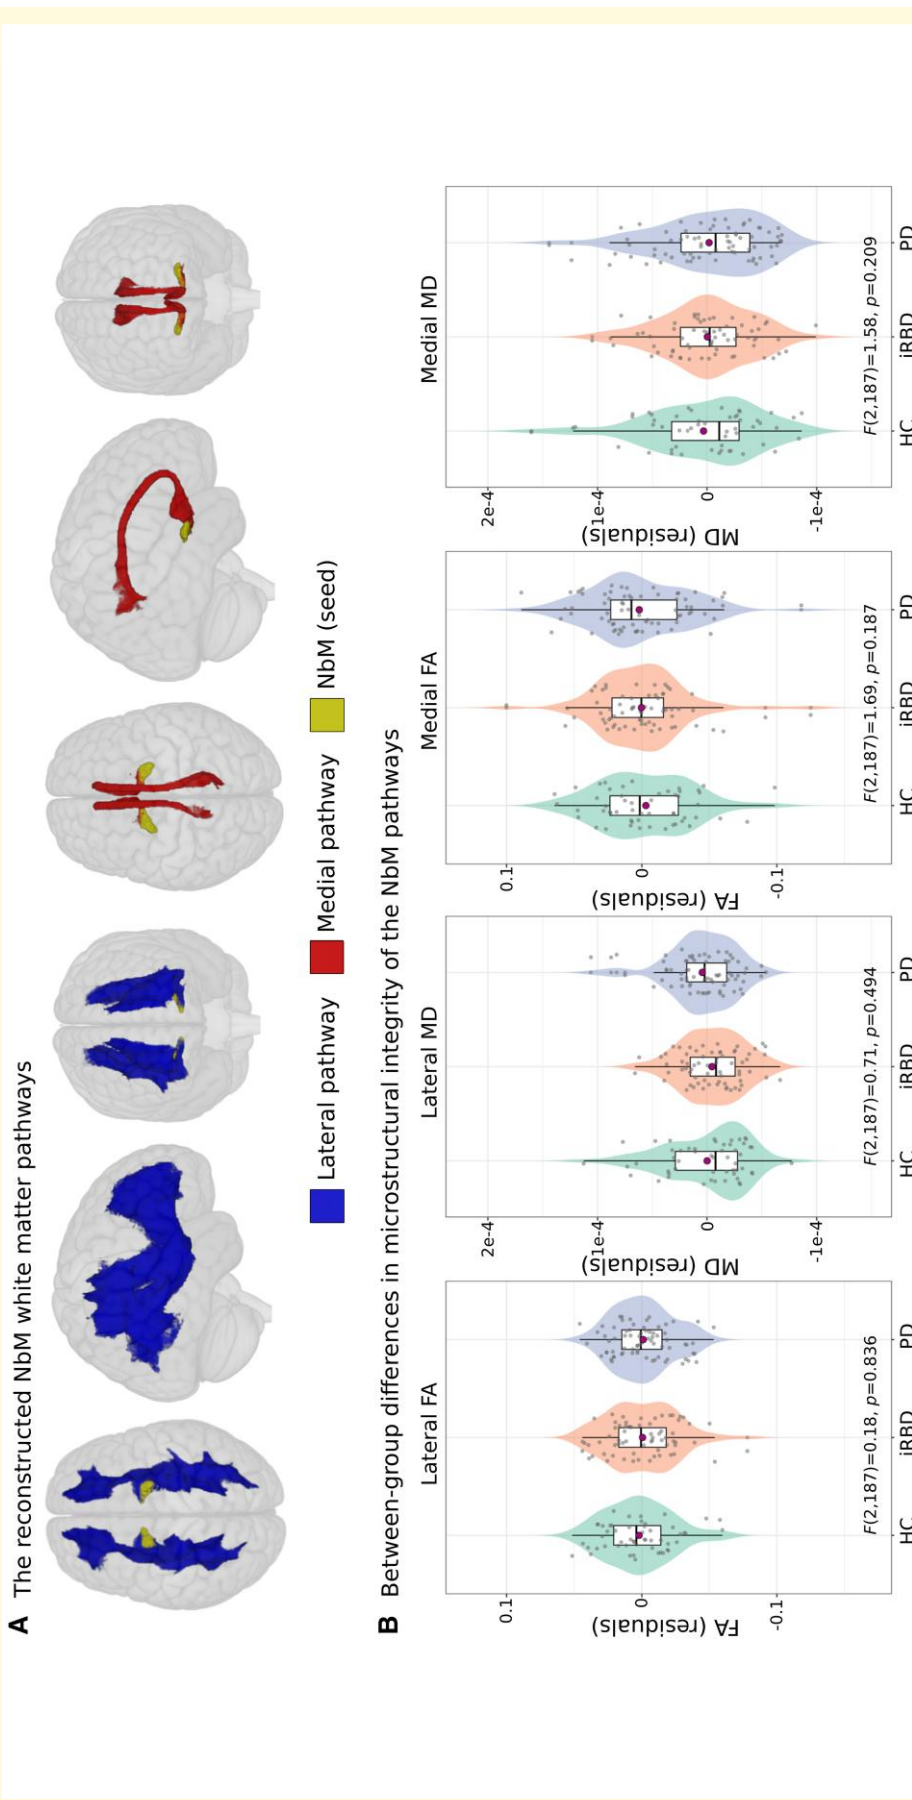 A The reconstructed NbM white matter pathways
Lateral pathway Medial pathway NbM (seed)
B Between-group differences in microstructural integrity of the NbM pathways
Lateral FA
FA (residuals)
0.1
0
-0.1
F(2,187)=0.18, p=0.836
HC iRBD PD
Lateral MD
MD (residuals)
2e-4
1e-4
0
-1e-4
F(2,187)=0.71, p=0.494
HC iRBD PD
Medial FA
FA (residuals)
0.1
0
-0.1
F(2,187)=1.69, p=0.187
HC iRBD PD
Medial MD
MD (residuals)
2e-4
1e-4
0
-1e-4
F(2,187)=1.58, p=0.209
HC iRBD PD